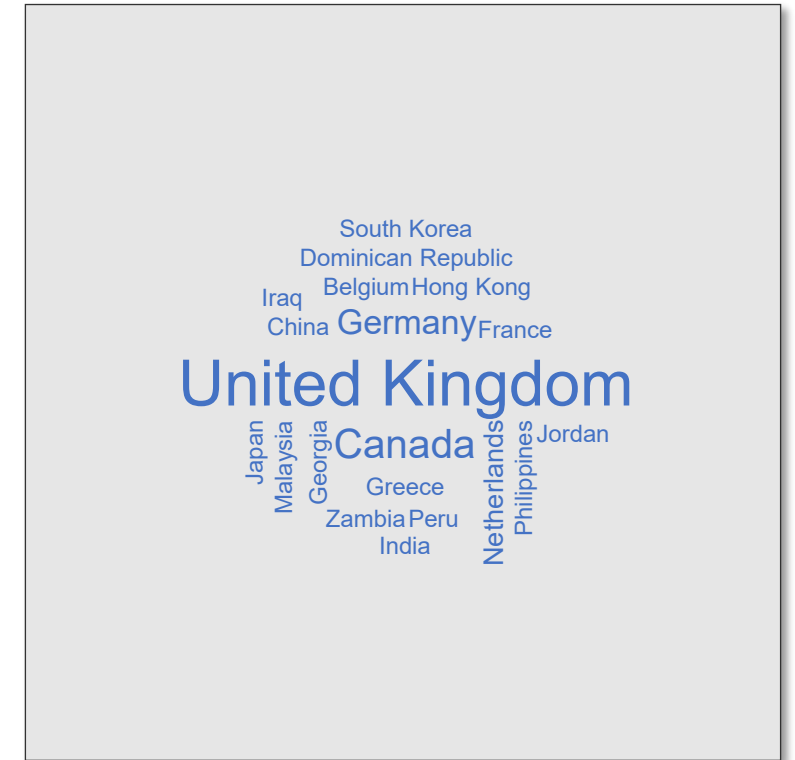 South Korea
Dominican Republic
Belgium Hong Kong
Iraq
China Germany France
United Kingdom
Japan
Malaysia
Georgia
Canada
Netherlands
Philippines
Jordan
Greece
Zambia Peru
India